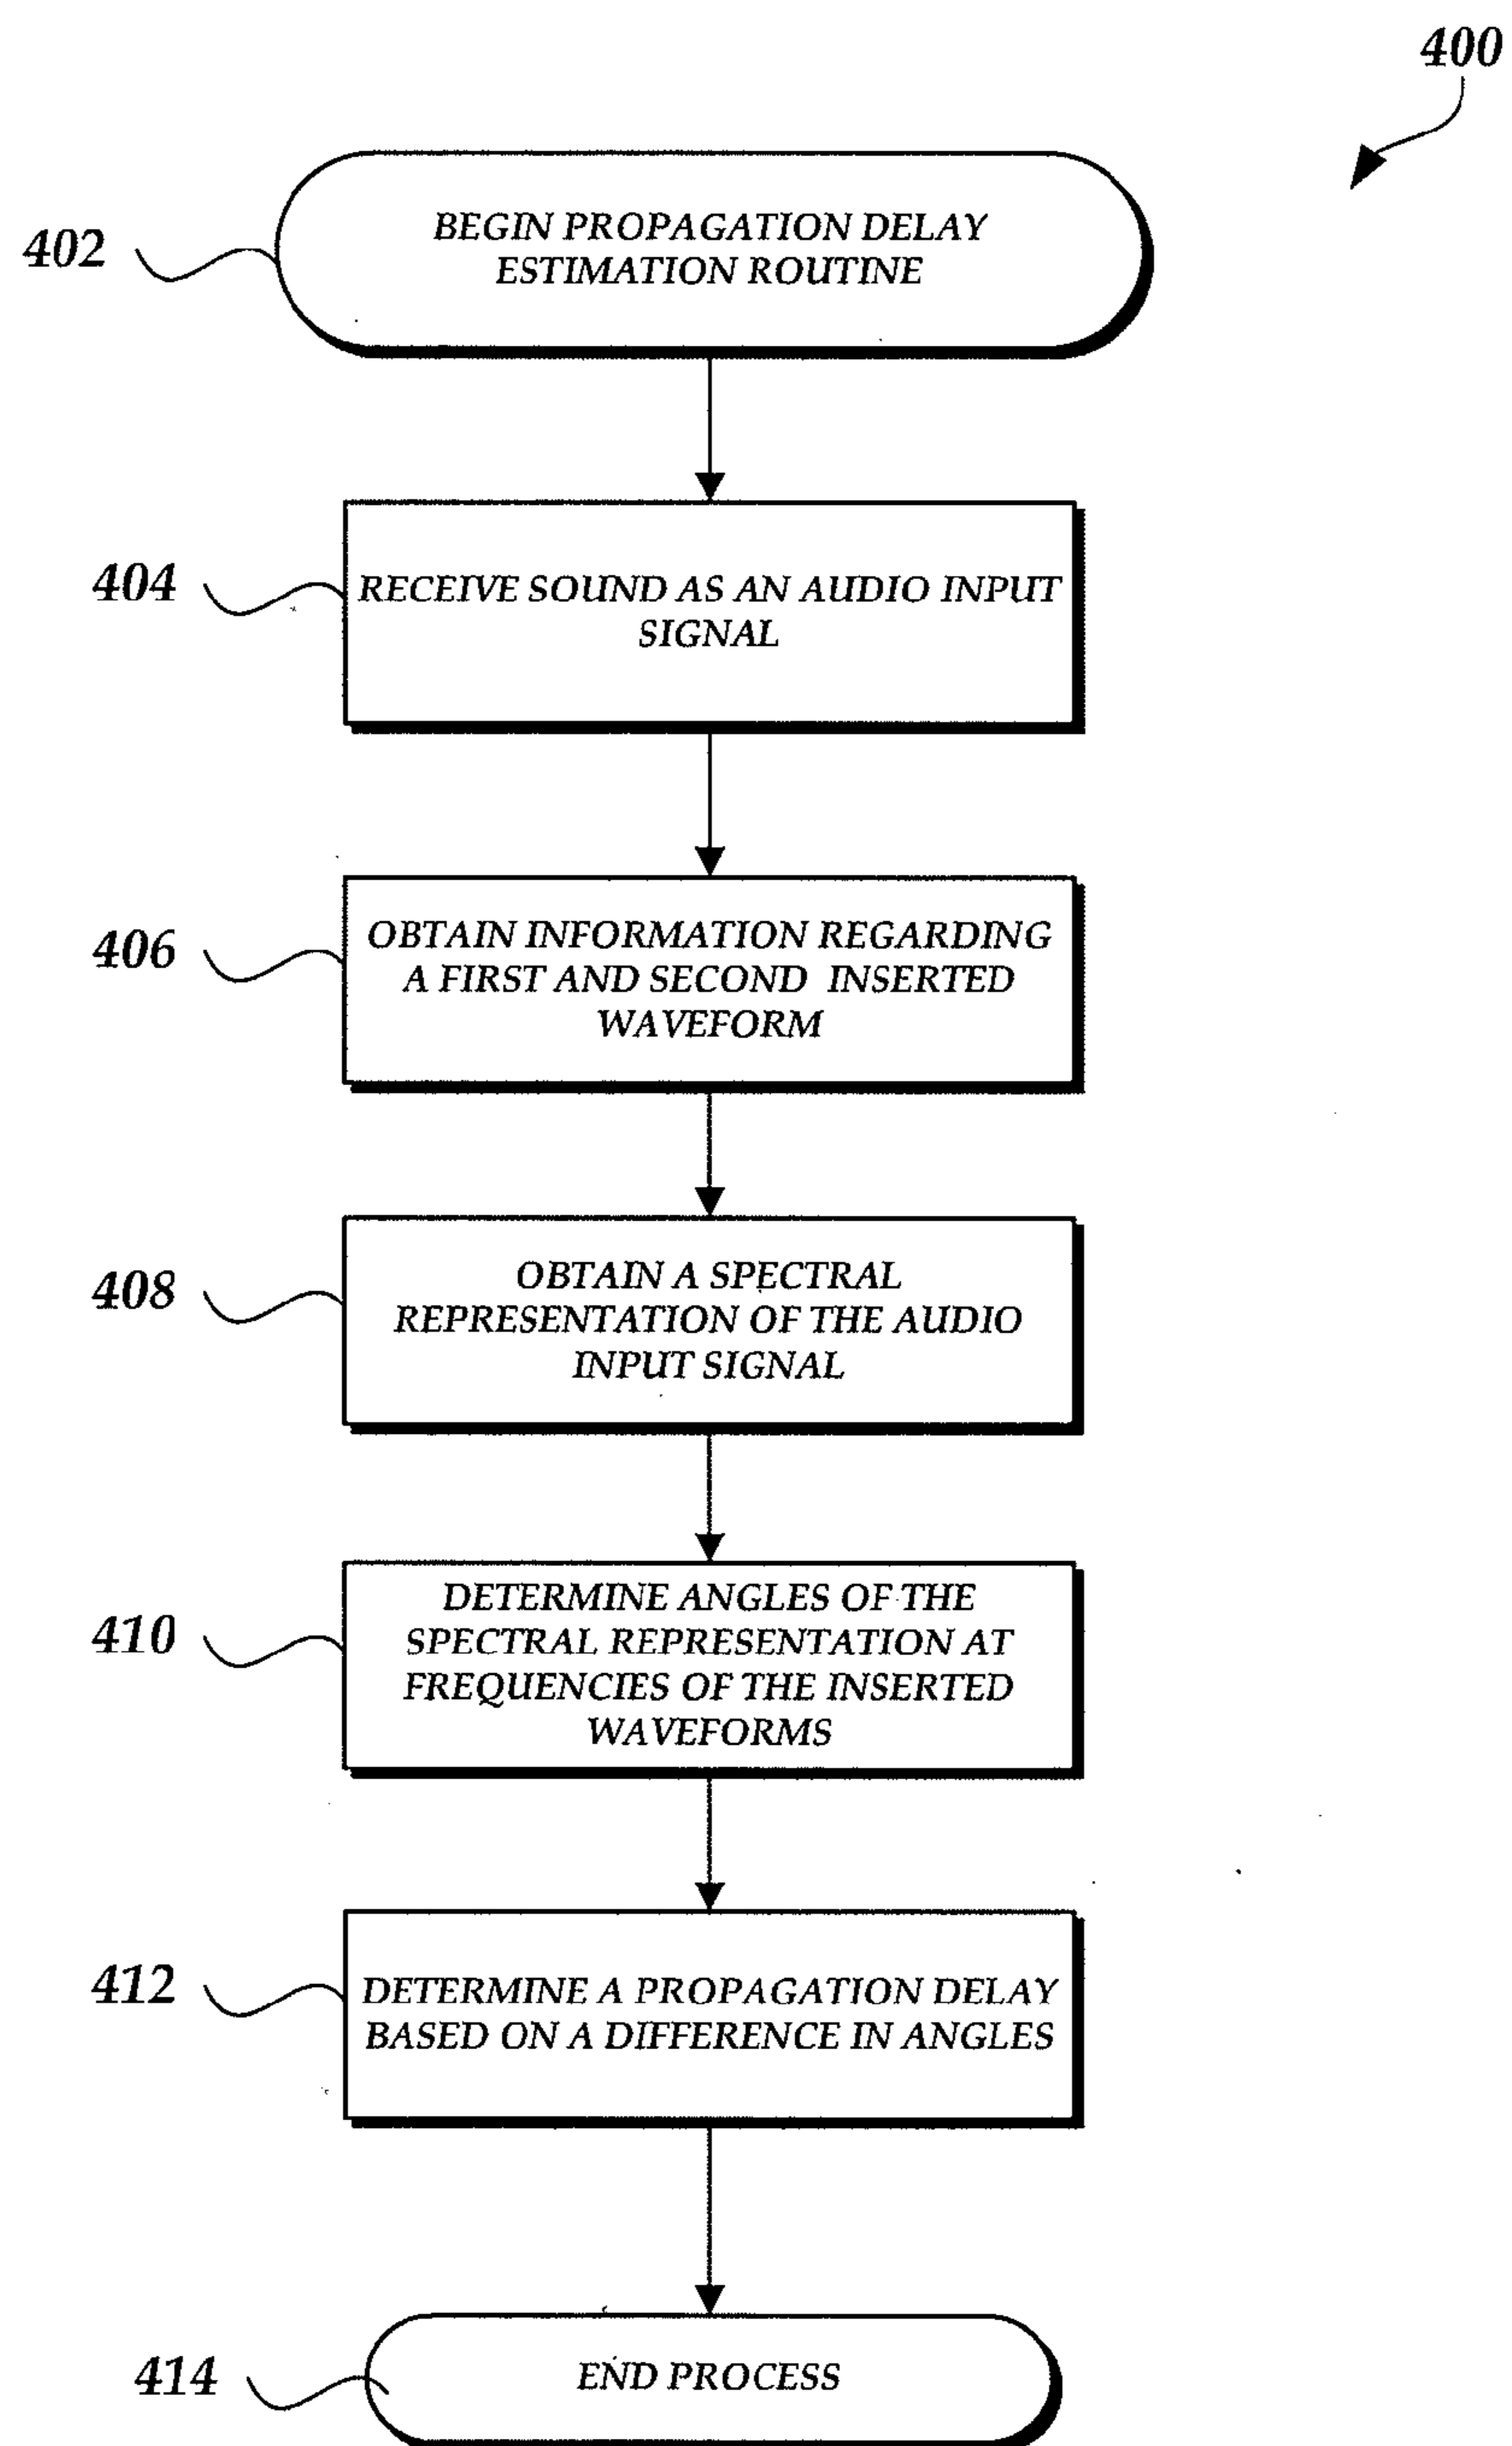 400
402
BEGIN PROPAGATION DELAY
ESTIMATION ROUTINE
404
RECEIVE SOUND AS AN AUDIO INPUT
SIGNAL
406
OBTAIN INFORMATION REGARDING
A FIRST AND SECOND INSERTED
WAVEFORM
408
OBTAIN A SPECTRAL
REPRESENTATION OF THE AUDIO
INPUT SIGNAL
410
DETERMINE ANGLES OF THE
SPECTRAL REPRESENTATION AT
FREQUENCIES OF THE INSERTED
WAVEFORMS
412
DETERMINE A PROPAGATION DELAY
BASED ON A DIFFERENCE IN ANGLES
414
END PROCESS